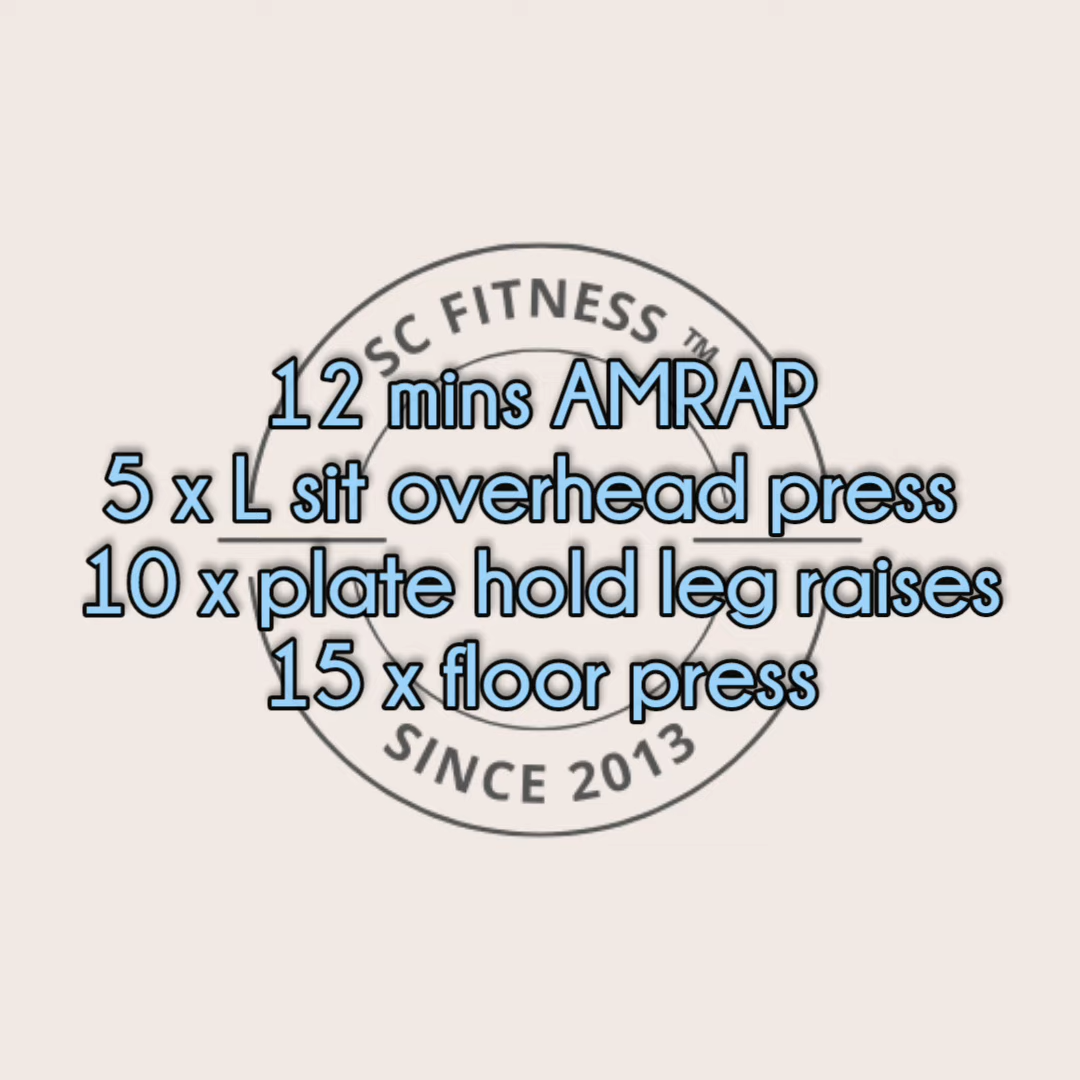 SC FITNESS ™
12 mins AMRAP
5 x L sit overhead press
10 x plate hold leg raises
15 x floor press
SINCE 2013